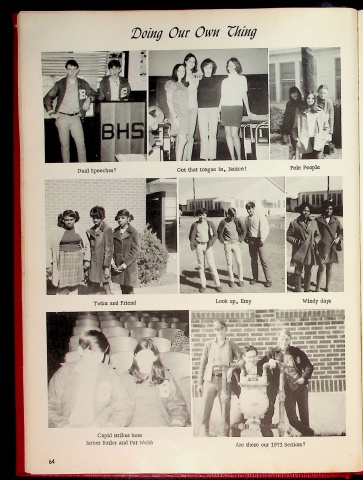 Doing Our Own Thing
BHS
Dual Speeches?
Get that tongue in, Janice!
Pale People
Twins and Friend
Look up, Emy
Windy days
Cupid strikes here
James Butler and Pat Webb
Are these our 1971 Seniors?
64